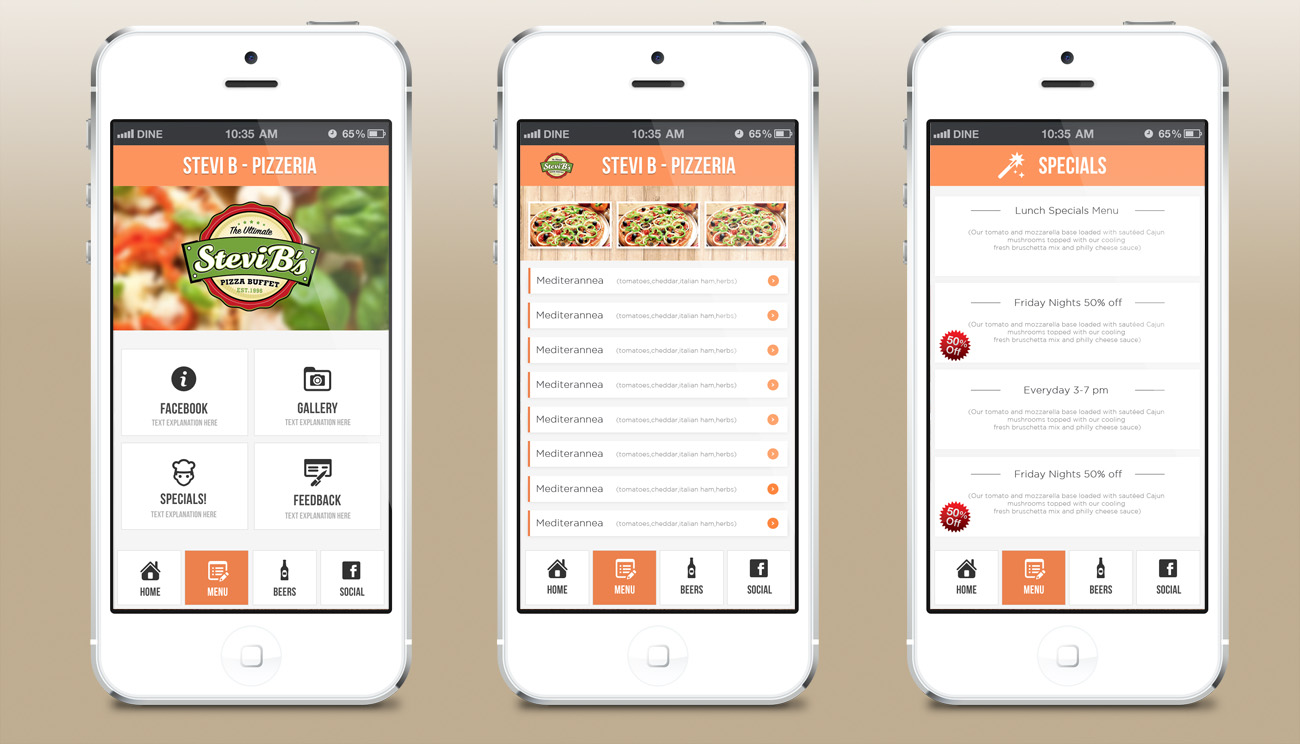 DINE 10:35 AM 65%
STEVI B - PIZZERIA
The Ultimate
Stevi B's
PIZZA BUFFET
EST.1996
FACEBOOK
TEXT EXPLANATION HERE
GALLERY
TEXT EXPLANATION HERE
SPECIALS!
TEXT EXPLANATION HERE
FEEDBACK
TEXT EXPLANATION HERE
HOME MENU BEERS SOCIAL
DINE 10:35 AM 65%
Stevi B's
STEVI B - PIZZERIA
Mediterannea (tomatoes,cheddar,italian ham,herbs)
Mediterannea (tomatoes,cheddar,italian ham,herbs)
Mediterannea (tomatoes,cheddar,italian ham,herbs)
Mediterannea (tomatoes,cheddar,italian ham,herbs)
Mediterannea (tomatoes,cheddar,italian ham,herbs)
Mediterannea (tomatoes,cheddar,italian ham,herbs)
Mediterannea (tomatoes,cheddar,italian ham,herbs)
Mediterannea (tomatoes,cheddar,italian ham,herbs)
HOME MENU BEERS SOCIAL
DINE 10:35 AM 65%
SPECIALS
Lunch Specials Menu
(Our tomato and mozzarella base loaded with sautéed Cajun
mushrooms topped with our cooling
fresh bruschetta mix and philly cheese sauce)
Friday Nights 50% off
(Our tomato and mozzarella base loaded with sautéed Cajun
mushrooms topped with our cooling
fresh bruschetta mix and philly cheese sauce)
50%
Off
Everyday 3-7 pm
(Our tomato and mozzarella base loaded with sautéed Cajun
mushrooms topped with our cooling
fresh bruschetta mix and philly cheese sauce)
Friday Nights 50% off
(Our tomato and mozzarella base loaded with sautéed Cajun
mushrooms topped with our cooling
fresh bruschetta mix and philly cheese sauce)
50%
Off
HOME MENU BEERS SOCIAL